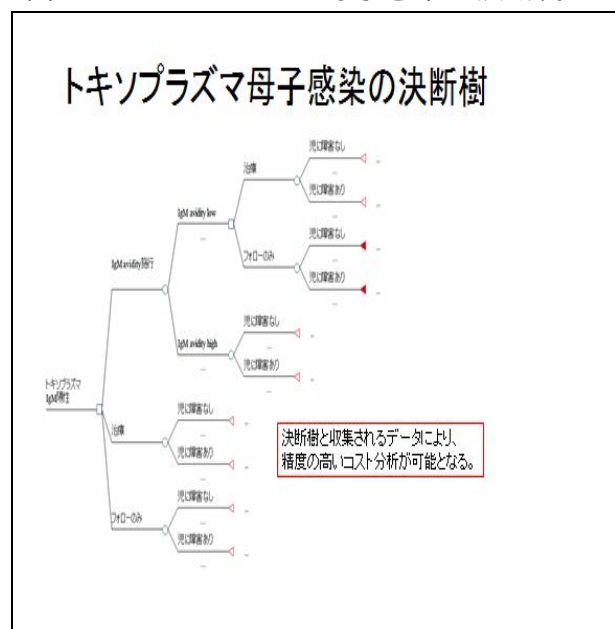 トキソプラズマ母子感染の決断樹
児に障害なし
治療
児に障害あり
IgM avidity low
児に障害なし
フォローのみ
児に障害あり
IgM avidity施行
児に障害なし
IgM avidity high
児に障害あり
トキソプラズマ
IgM陽性
児に障害なし
治療
児に障害あり
児に障害なし
フォローのみ
児に障害あり
決断樹と収集されるデータにより、
精度の高いコスト分析が可能となる。